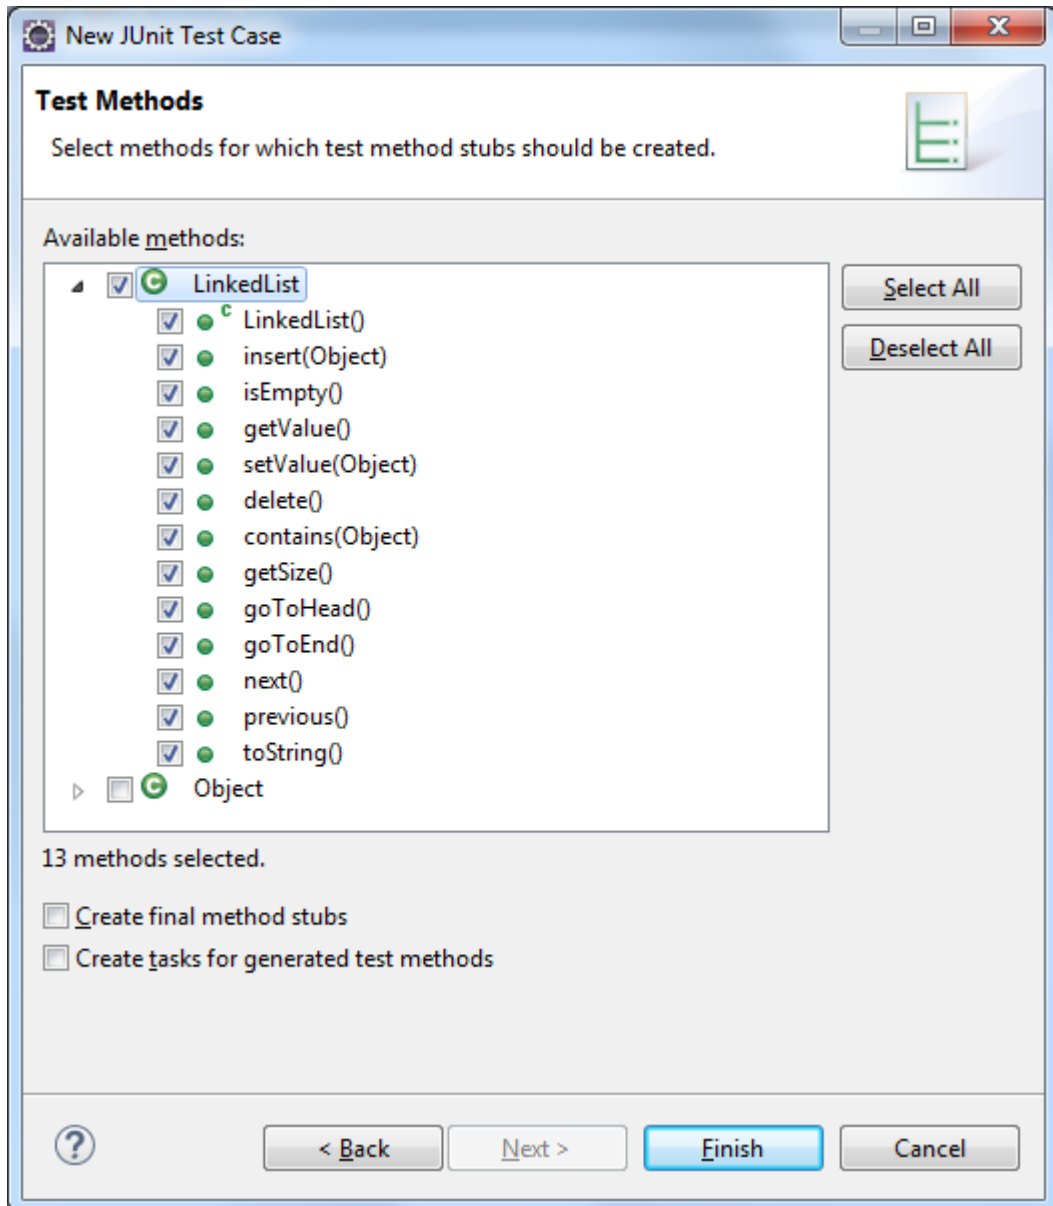 New JUnit Test Case
Test Methods
Select methods for which test method stubs should be created.
Available methods:
LinkedList
LinkedList()
insert(Object)
isEmpty()
getValue()
setValue(Object)
delete()
contains(Object)
getSize()
goToHead()
goToEnd()
next()
previous()
toString()
Object
Select All
Deselect All
13 methods selected.
Create final method stubs
Create tasks for generated test methods
< Back Next > Finish Cancel